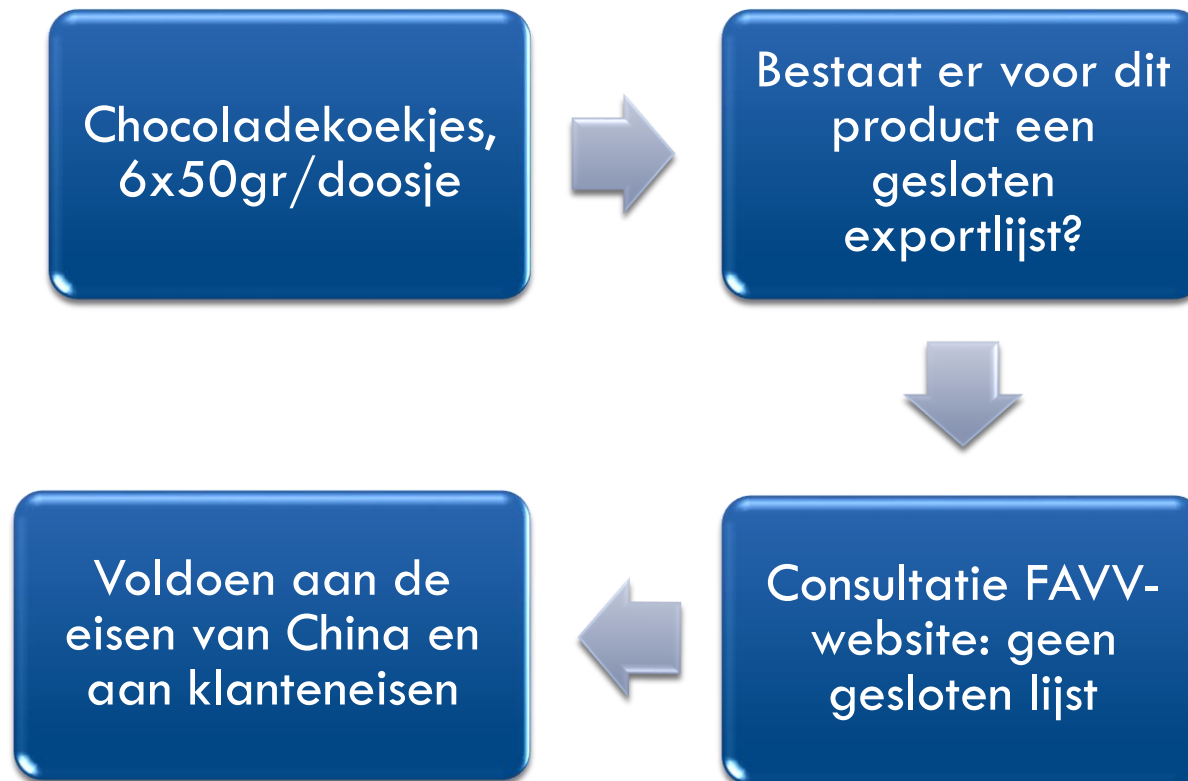 Chocoladekoekjes,
6x50gr/doosje
Bestaat er voor dit
product een
gesloten
exportlijst?
Consultatie FAVV-
website: geen
gesloten lijst
Voldoen aan de
eisen van China en
aan klanteneisen